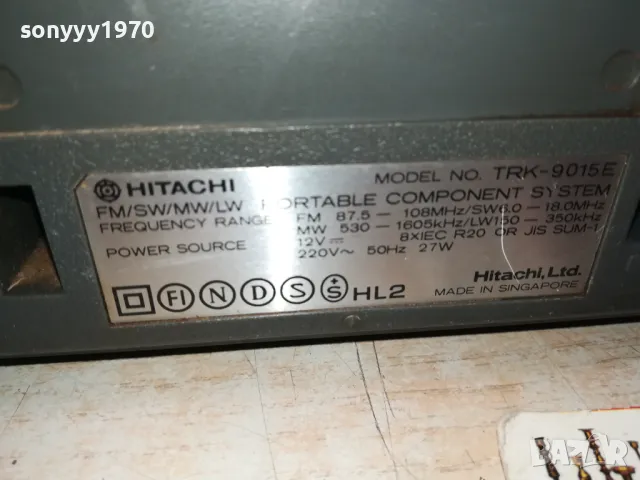 sonyyy1970
HITACHI MODEL NO. TRK-9015E
FM/SW/MW/LW PORTABLE COMPONENT SYSTEM
FREQUENCY RANGE FM 87.5 - 108MHz/SW6.0 - 18.0MHz
MW 530 - 1605kHz/LW150 - 350kHz
POWER SOURCE 12V⎓ 8XIEC R20 OR JIS SUM-1
220V~ 50Hz 27W
FI N D S +S HL2
Hitachi, Ltd.
MADE IN SINGAPORE
BAZAR